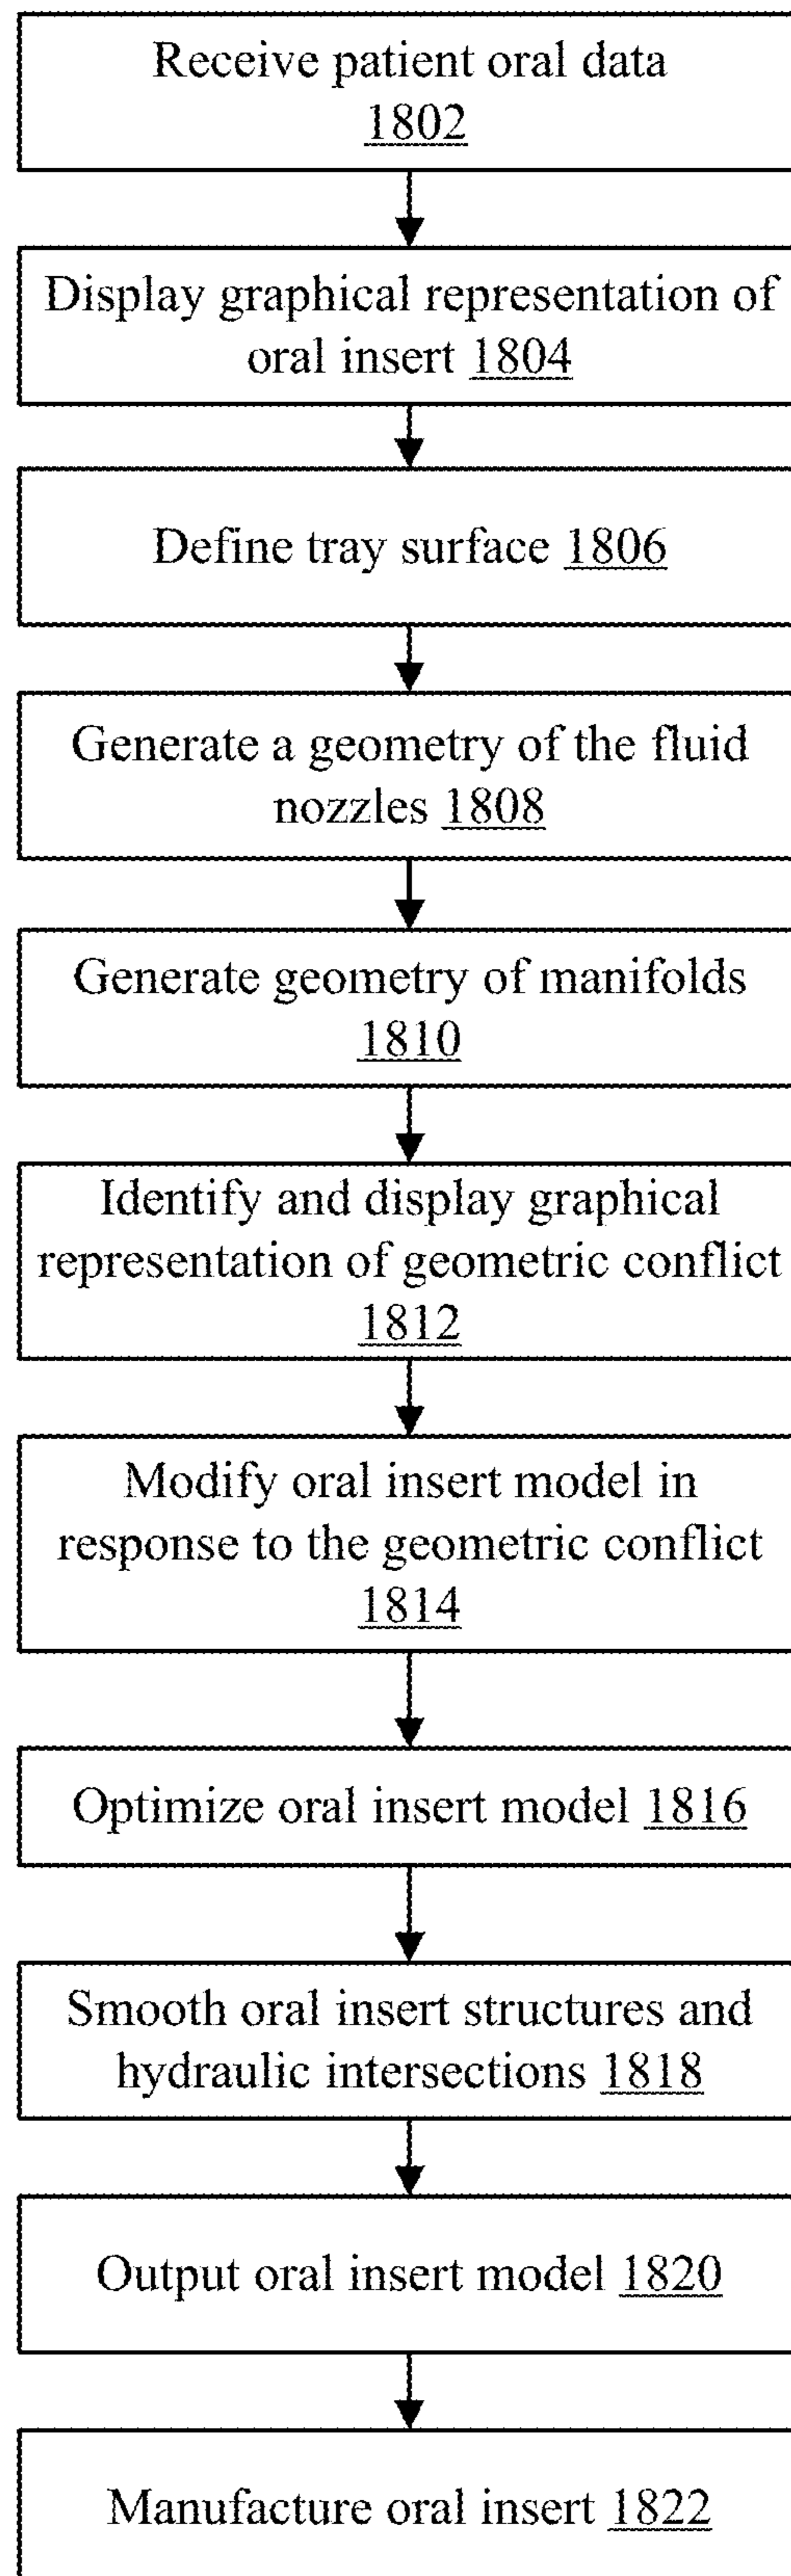 Receive patient oral data
1802
Display graphical representation of
oral insert 1804
Define tray surface 1806
Generate a geometry of the fluid
nozzles 1808
Generate geometry of manifolds
1810
Identify and display graphical
representation of geometric conflict
1812
Modify oral insert model in
response to the geometric conflict
1814
Optimize oral insert model 1816
Smooth oral insert structures and
hydraulic intersections 1818
Output oral insert model 1820
Manufacture oral insert 1822